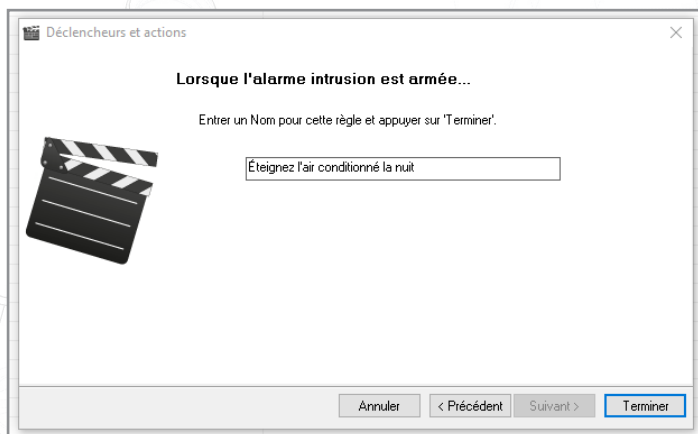 Déclencheurs et actions
Lorsque l'alarme intrusion est armée...
Entrer un Nom pour cette règle et appuyer sur 'Terminer'.
Éteignez l'air conditionné la nuit
Annuler
< Précédent
Suivant >
Terminer